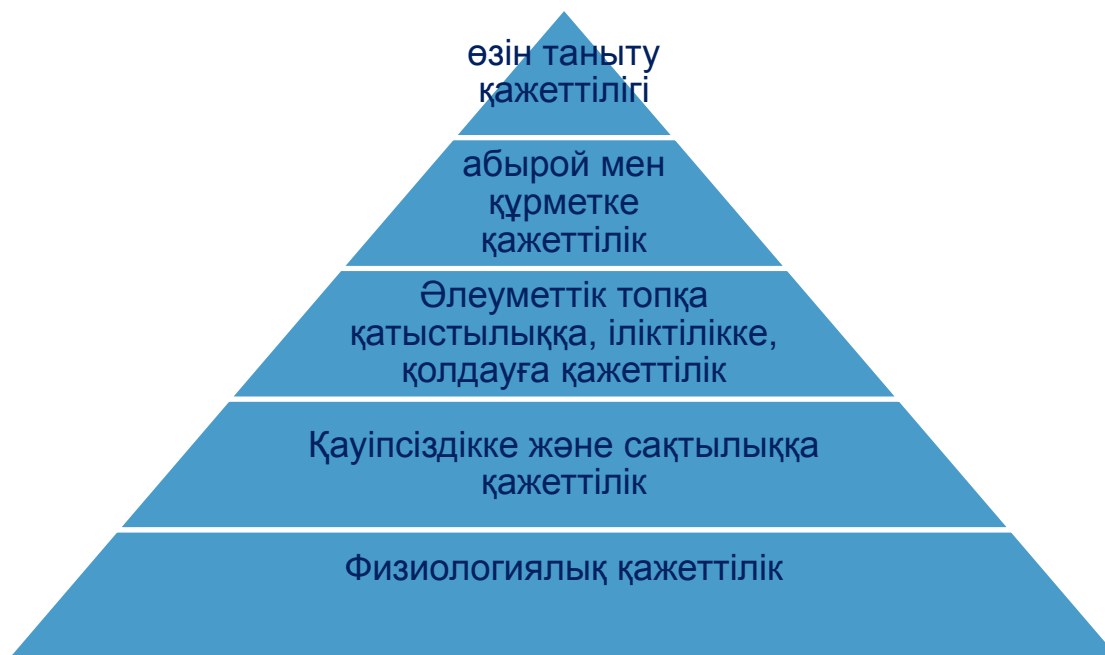 өзін таныту
қажеттілігі
абырой мен
құрметке
қажеттілік
Әлеуметтік топқа
қатыстылыққа, іліктілікке,
қолдауға қажеттілік
Қауіпсіздікке және сақтылыққа
қажеттілік
Физиологиялық қажеттілік